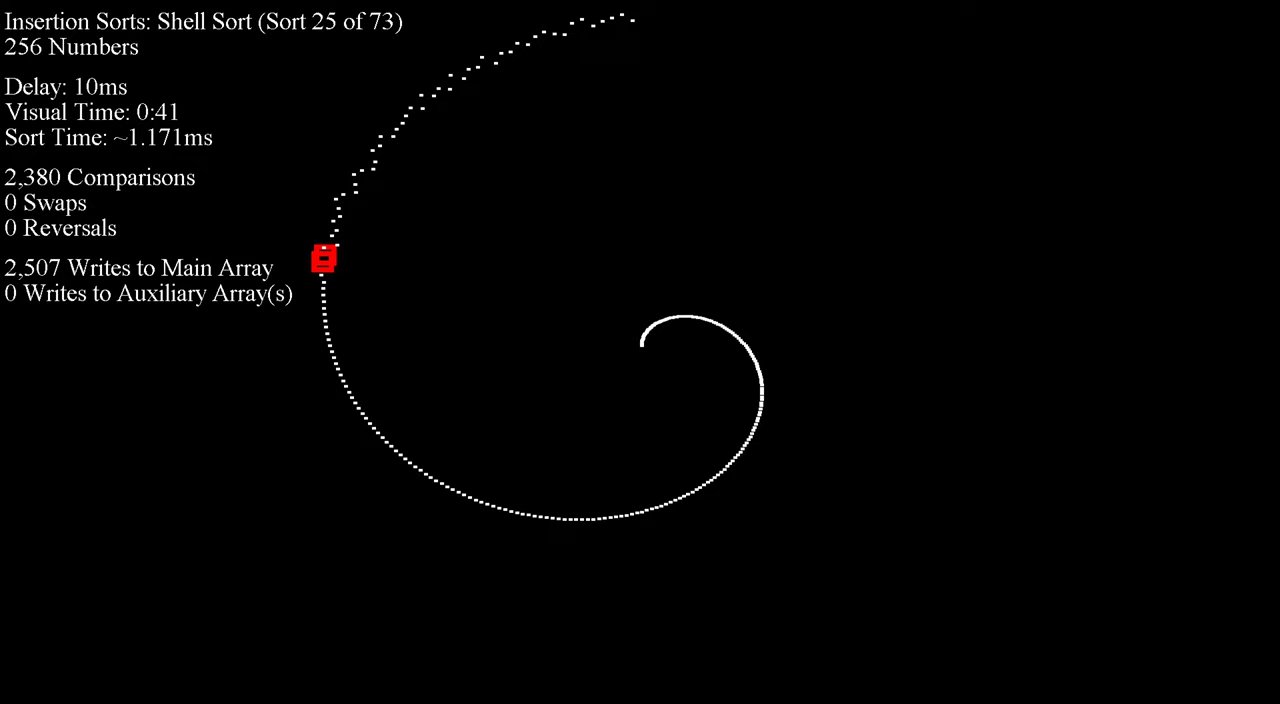 Insertion Sorts: Shell Sort (Sort 25 of 73)
256 Numbers
Delay: 10ms
Visual Time: 0:41
Sort Time: ~1.171ms
2,380 Comparisons
0 Swaps
0 Reversals
2,507 Writes to Main Array
0 Writes to Auxiliary Array(s)